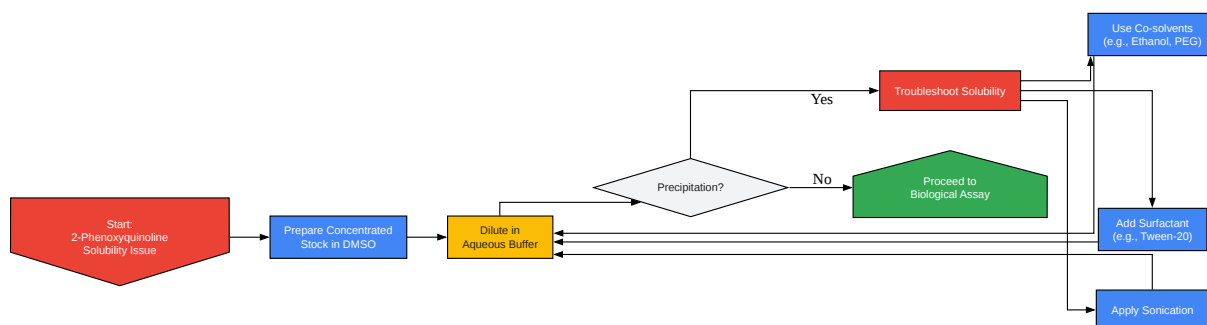 Start:
2-Phenoxyquinoline
Solubility Issue
Prepare Concentrated
Stock in DMSO
Dilute in
Aqueous Buffer
Precipitation?
Yes
No
Troubleshoot Solubility
Proceed to
Biological Assay
Use Co-solvents
(e.g., Ethanol, PEG)
Add Surfactant
(e.g., Tween-20)
Apply Sonication